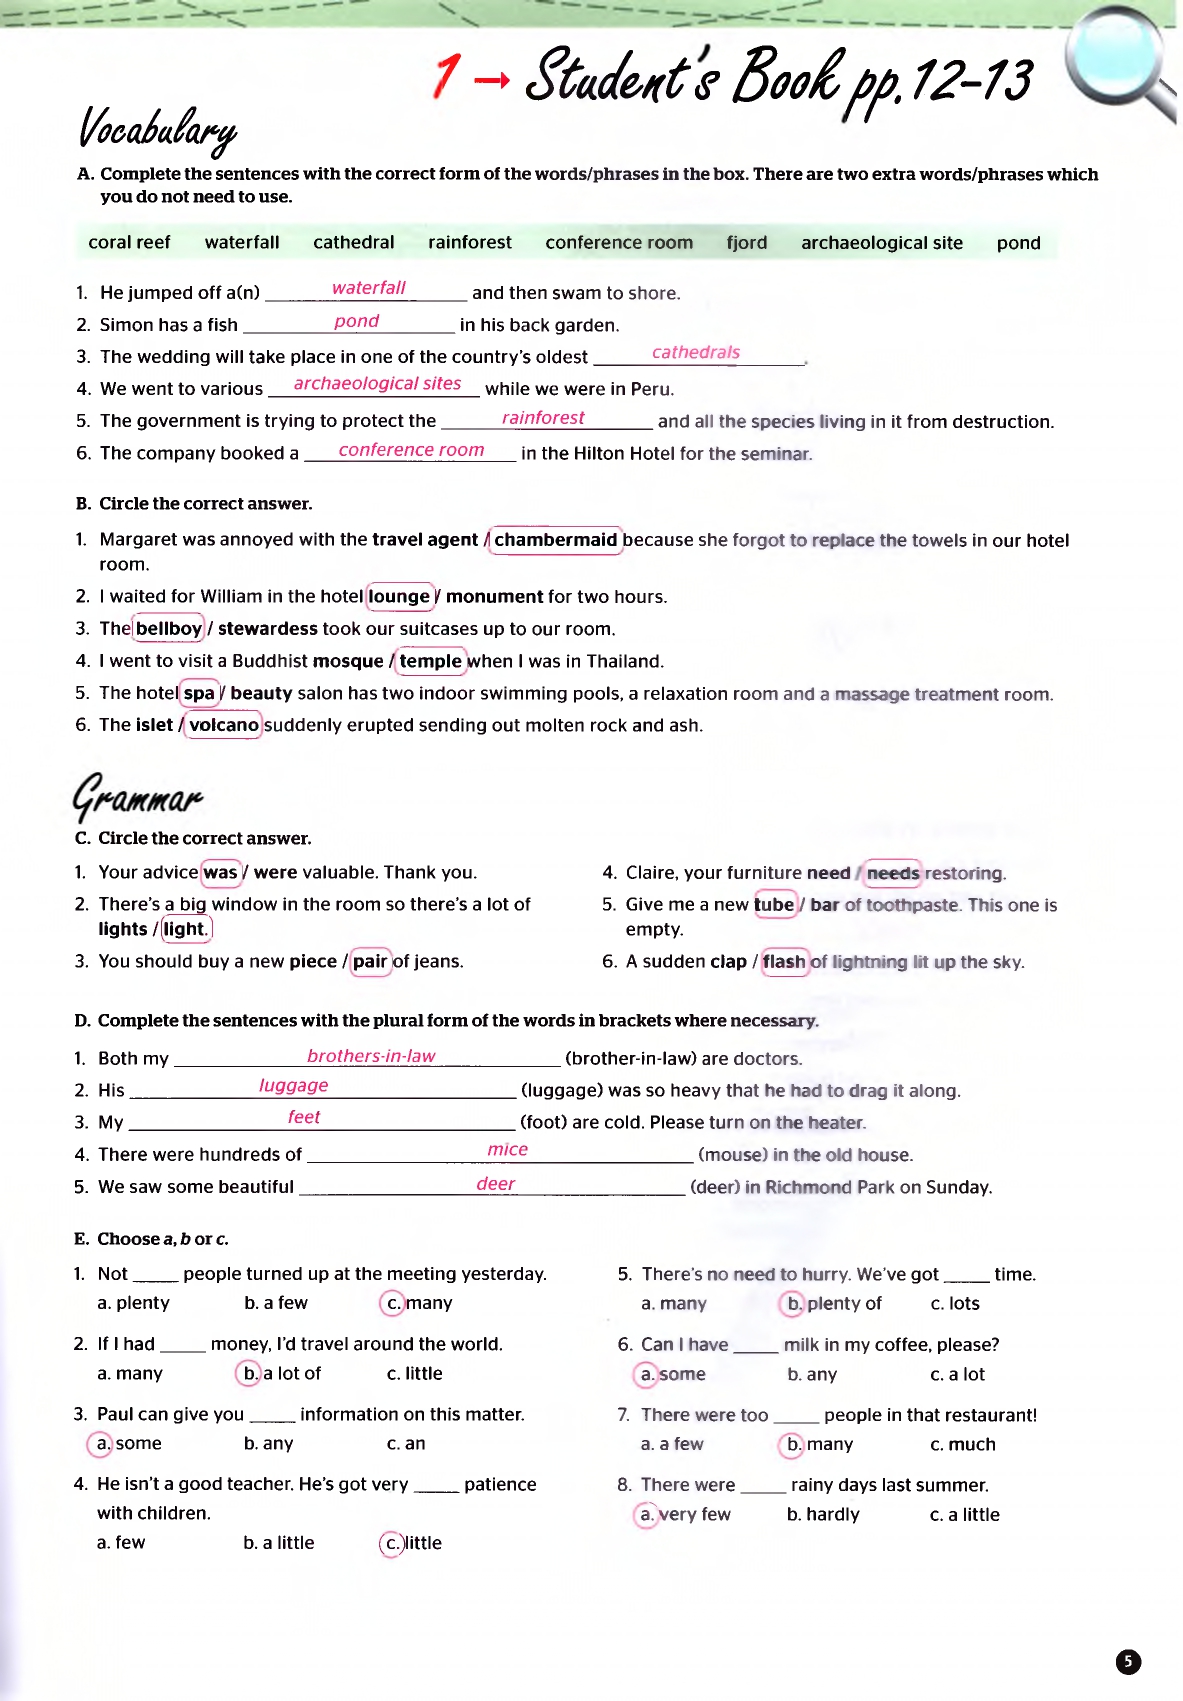 1 → Student's Book pp. 12-13
Vocabulary
A. Complete the sentences with the correct form of the words/phrases in the box. There are two extra words/phrases which
you do not need to use.
coral reef waterfall cathedral rainforest conference room fjord archaeological site pond
1. He jumped off a(n) waterfall and then swam to shore.
2. Simon has a fish pond in his back garden.
3. The wedding will take place in one of the country's oldest cathedrals.
4. We went to various archaeological sites while we were in Peru.
5. The government is trying to protect the rainforest and all the species living in it from destruction.
6. The company booked a conference room in the Hilton Hotel for the seminar.
B. Circle the correct answer.
1. Margaret was annoyed with the travel agent / chambermaid because she forgot to replace the towels in our hotel
room.
2. I waited for William in the hotel lounge / monument for two hours.
3. The bellboy / stewardess took our suitcases up to our room.
4. I went to visit a Buddhist mosque / temple when I was in Thailand.
5. The hotel spa / beauty salon has two indoor swimming pools, a relaxation room and a massage treatment room.
6. The islet / volcano suddenly erupted sending out molten rock and ash.
Grammar
C. Circle the correct answer.
1. Your advice was / were valuable. Thank you.
2. There's a big window in the room so there's a lot of
lights / light.
3. You should buy a new piece / pair of jeans.
4. Claire, your furniture need / needs restoring.
5. Give me a new tube / bar of toothpaste. This one is
empty.
6. A sudden clap / flash of lightning lit up the sky.
D. Complete the sentences with the plural form of the words in brackets where necessary.
1. Both my brothers-in-law (brother-in-law) are doctors.
2. His luggage (luggage) was so heavy that he had to drag it along.
3. My feet (foot) are cold. Please turn on the heater.
4. There were hundreds of mice (mouse) in the old house.
5. We saw some beautiful deer (deer) in Richmond Park on Sunday.
E. Choose a, b or c.
1. Not ____ people turned up at the meeting yesterday.
a. plenty b. a few c. many
2. If I had ____ money, I'd travel around the world.
a. many b. a lot of c. little
3. Paul can give you ____ information on this matter.
a. some b. any c. an
4. He isn't a good teacher. He's got very ____ patience
with children.
a. few b. a little c. little
5. There's no need to hurry. We've got ____ time.
a. many b. plenty of c. lots
6. Can I have ____ milk in my coffee, please?
a. some b. any c. a lot
7. There were too ____ people in that restaurant!
a. a few b. many c. much
8. There were ____ rainy days last summer.
a. very few b. hardly c. a little
5